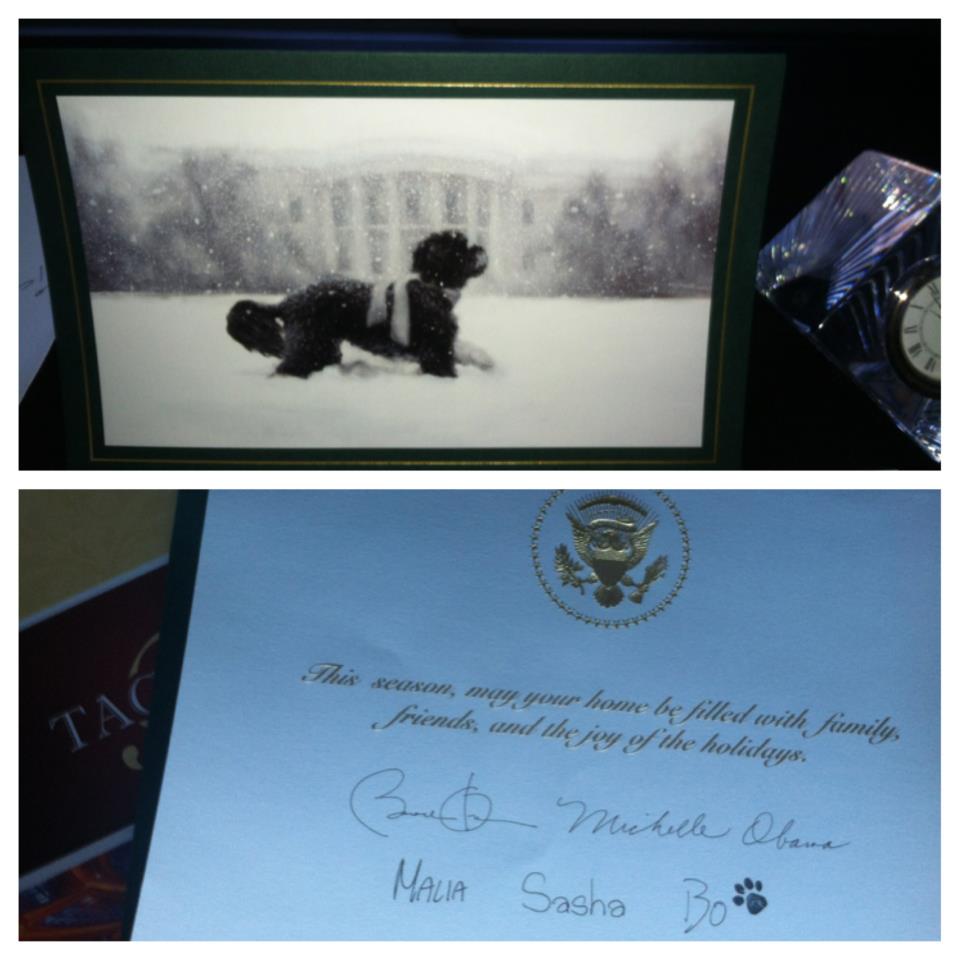 This season, may your home be filled with family,
friends, and the joy of the holidays.
Michelle Obama
MALIA Sasha Bo
TAC